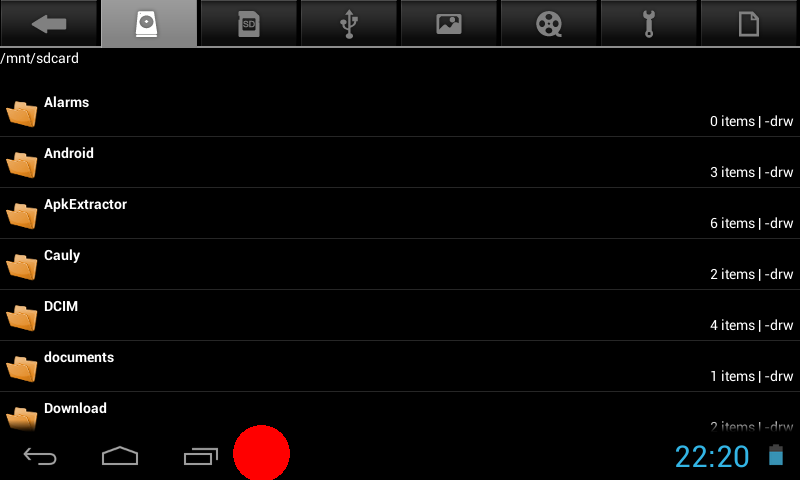 SD
/mnt/sdcard
Alarms
0 items | -drw
Android
3 items | -drw
ApkExtractor
6 items | -drw
Cauly
2 items | -drw
DCIM
4 items | -drw
documents
1 items | -drw
Download
2 items | -drw
22:20